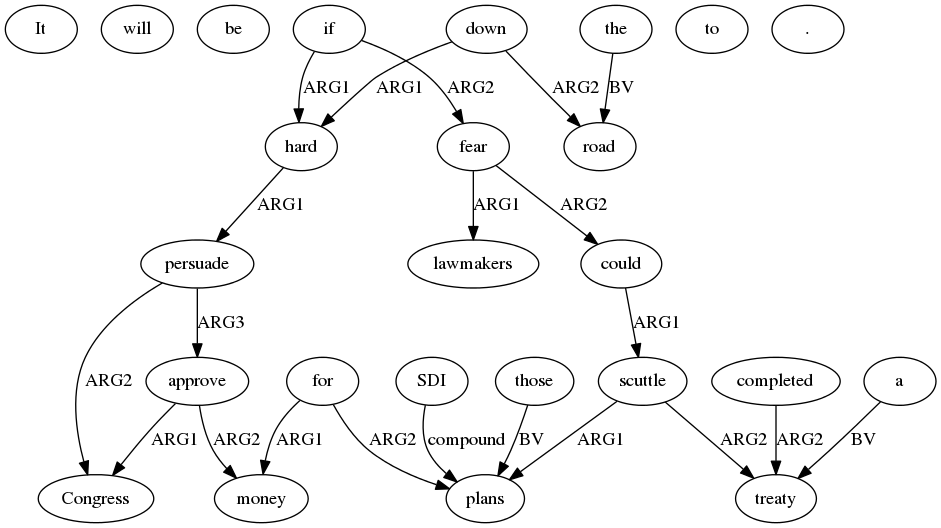 It will be if down the to .
ARG1 ARG1 ARG2 ARG2 BV
hard fear road
ARG1 ARG1 ARG2
persuade lawmakers could
ARG3 ARG1
ARG2 approve for SDI those scuttle completed a
ARG1 ARG2 ARG1 ARG2 compound BV ARG1 ARG2 ARG2 BV
Congress money plans treaty